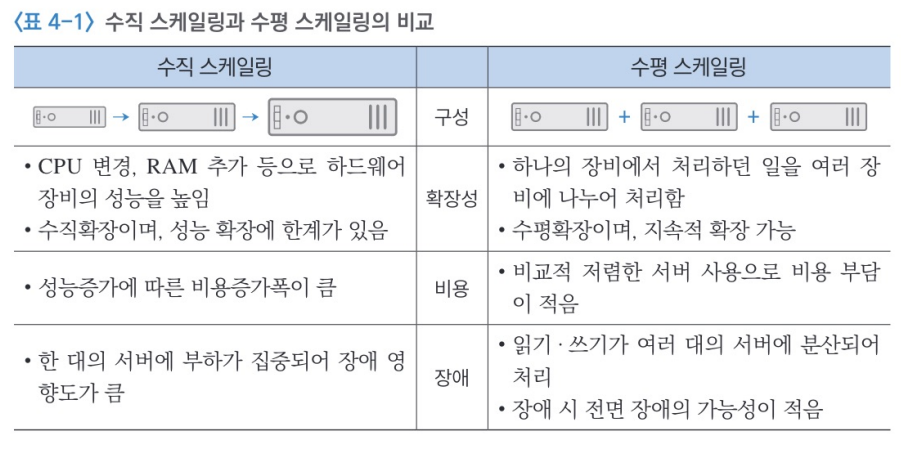 〈표 4-1〉 수직 스케일링과 수평 스케일링의 비교
수직 스케일링
수평 스케일링
구성
• CPU 변경, RAM 추가 등으로 하드웨어
장비의 성능을 높임
• 수직확장이며, 성능 확장에 한계가 있음
확장성
• 하나의 장비에서 처리하던 일을 여러 장
비에 나누어 처리함
• 수평확장이며, 지속적 확장 가능
• 성능증가에 따른 비용증가폭이 큼
비용
• 비교적 저렴한 서버 사용으로 비용 부담
이 적음
• 한 대의 서버에 부하가 집중되어 장애 영
향도가 큼
장애
• 읽기 · 쓰기가 여러 대의 서버에 분산되어
처리
• 장애 시 전면 장애의 가능성이 적음